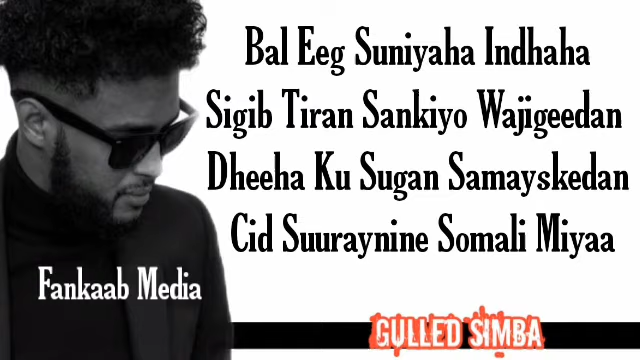 Bal Eeg Suniyaha Indhaha
Sigib Tiran Sankiyo Wajigeedan
Dheeha Ku Sugan Samayskedan
Cid Suuraynine Somali Miyaa
Fankaab Media
GULLED SIMBA